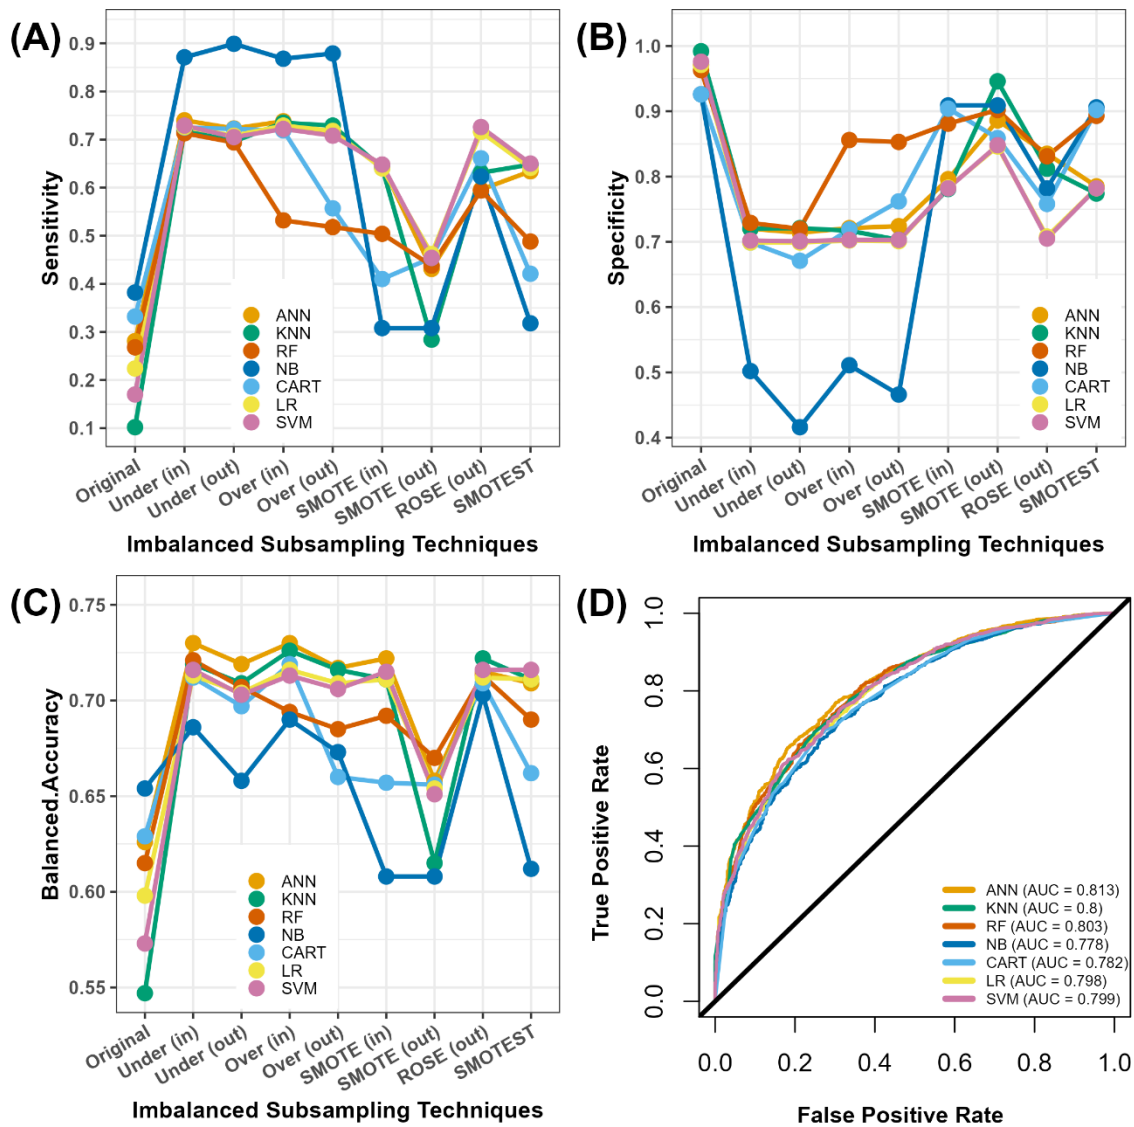 (A)
Sensitivity
0.9
0.8
0.7
0.6
0.5
0.4
0.3
0.2
0.1
ANN
KNN
RF
NB
CART
LR
SVM
Original
Under (in)
Under (out)
Over (in)
Over (out)
SMOTE (in)
SMOTE (out)
ROSE (out)
SMOTEST
Imbalanced Subsampling Techniques
(B)
Specificity
1.0
0.9
0.8
0.7
0.6
0.5
0.4
ANN
KNN
RF
NB
CART
LR
SVM
Original
Under (in)
Under (out)
Over (in)
Over (out)
SMOTE (in)
SMOTE (out)
ROSE (out)
SMOTEST
Imbalanced Subsampling Techniques
(C)
Balanced.Accuracy
0.75
0.70
0.65
0.60
0.55
ANN
KNN
RF
NB
CART
LR
SVM
Original
Under (in)
Under (out)
Over (in)
Over (out)
SMOTE (in)
SMOTE (out)
ROSE (out)
SMOTEST
Imbalanced Subsampling Techniques
(D)
True Positive Rate
1.0
0.8
0.6
0.4
0.2
0.0
ANN (AUC = 0.813)
KNN (AUC = 0.8)
RF (AUC = 0.803)
NB (AUC = 0.778)
CART (AUC = 0.782)
LR (AUC = 0.798)
SVM (AUC = 0.799)
0.0 0.2 0.4 0.6 0.8 1.0
False Positive Rate